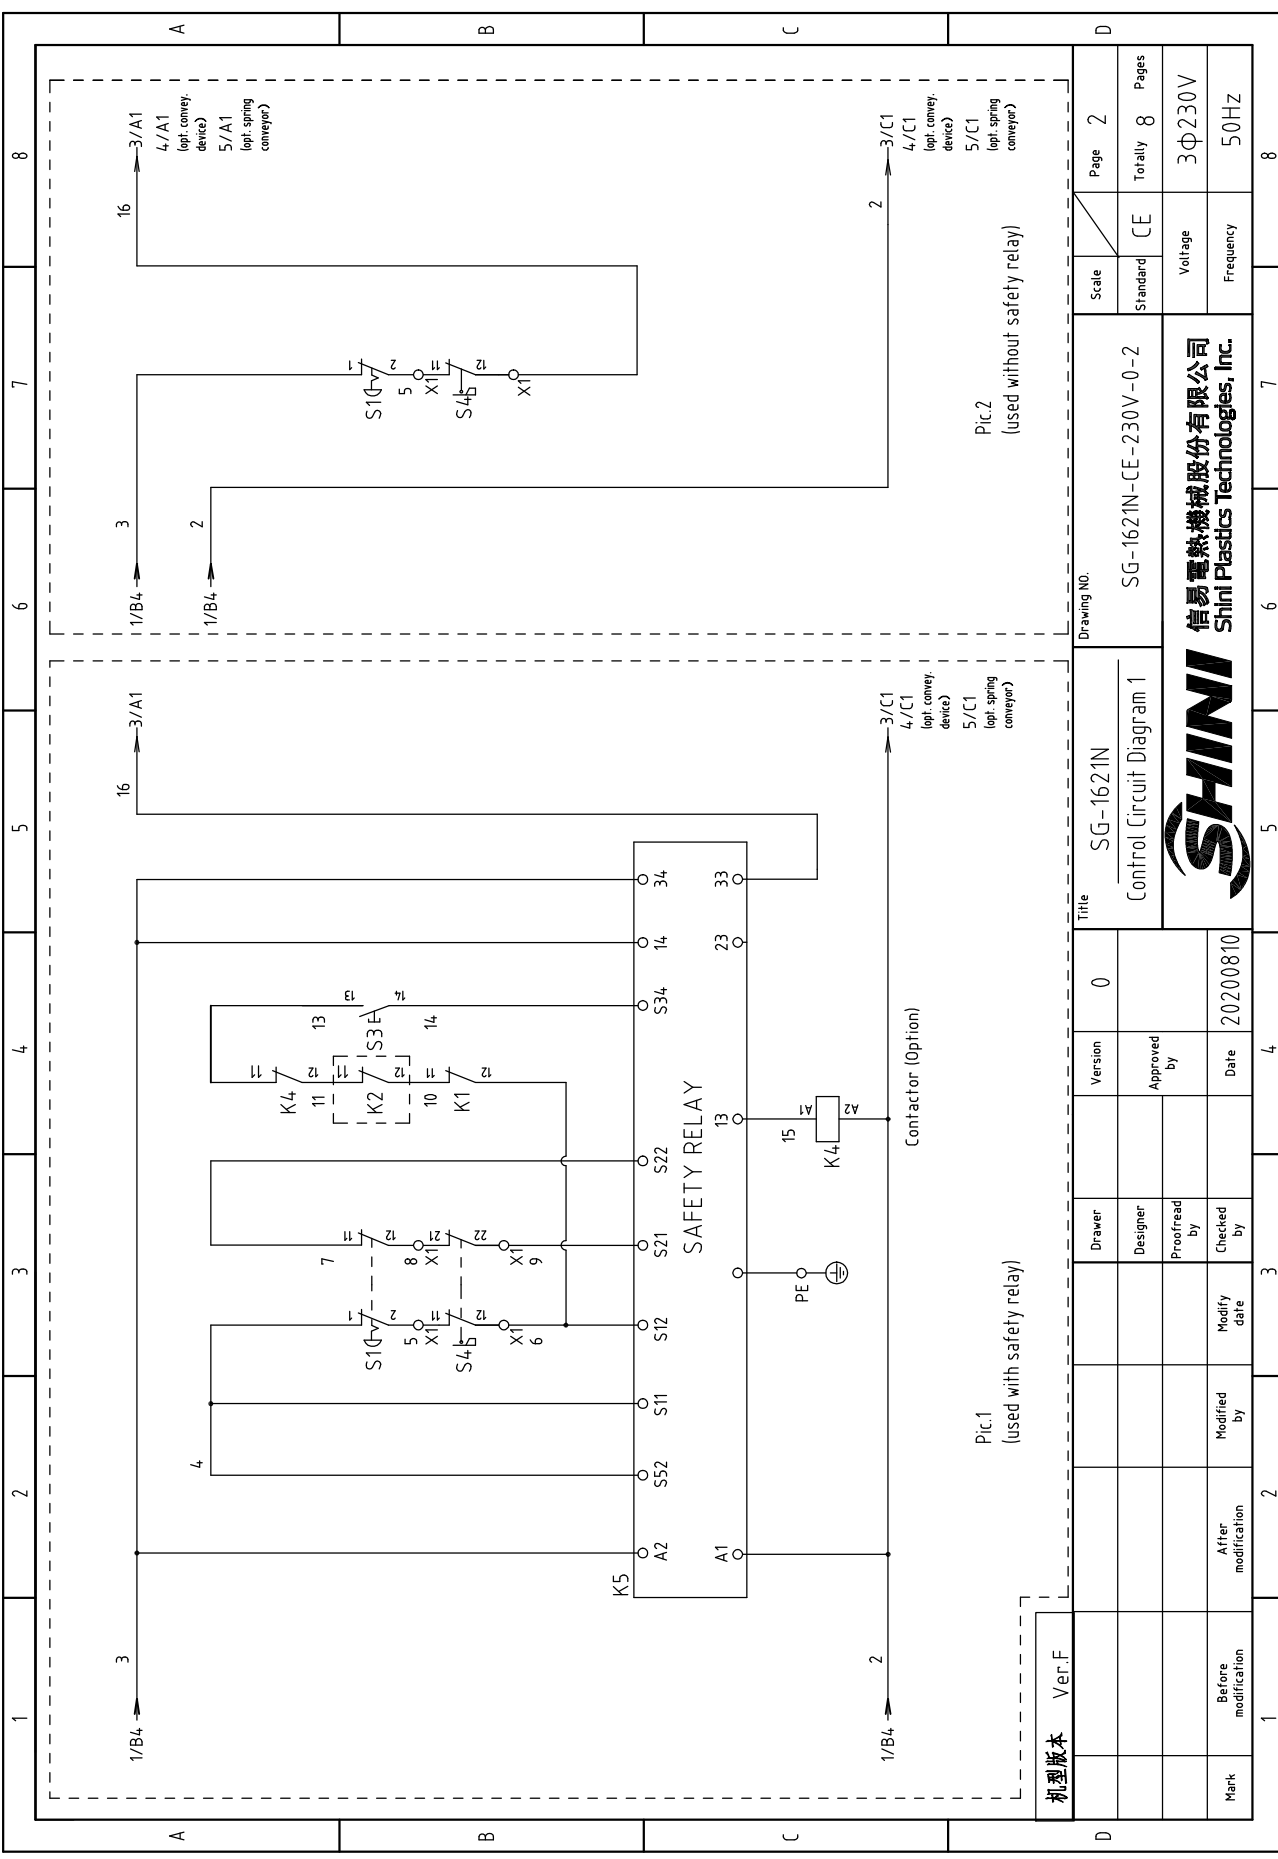 1
2
3
4
5
6
7
8
A
B
C
D
Pic.1
(used with safety relay)
1/B4
3
16
3/A1
4
7
S1
1
2
11
12
5
X1
8
X1
S4
11
12
21
22
X1
6
X1
9
K4
11
12
11
K2
11
12
10
K1
11
12
13
S3
13
14
14
K5
A2
S52
S11
S12
S21
S22
S34
14
34
SAFETY RELAY
A1
13
23
33
PE
15
K4
A1
A2
Contactor (Option)
1/B4
2
3/C1
4/C1
(opt. convey.
device)
5/C1
(opt. spring
conveyor)
Pic.2
(used without safety relay)
1/B4
3
1/B4
2
S1
1
2
5
X1
S4
11
12
X1
16
3/A1
4/A1
(opt. convey.
device)
5/A1
(opt. spring
conveyor)
2
3/C1
4/C1
(opt. convey.
device)
5/C1
(opt. spring
conveyor)
A
B
C
D
机型版本 Ver.F
Mark
Before
modification
After
modification
Modified
by
Modify
date
Drawer
Designer
Proofread
by
Checked
by
Version
0
Approved
by
Date
20200810
Title
SG-1621N
Control Circuit Diagram 1
Drawing NO.
SG-1621N-CE-230V-0-2
SHINI
信易電熱機械股份有限公司
Shini Plastics Technologies, Inc.
Scale
Page 2
Standard CE
Totally 8 Pages
Voltage
3Φ230V
Frequency
50HZ
1
2
3
4
5
6
7
8